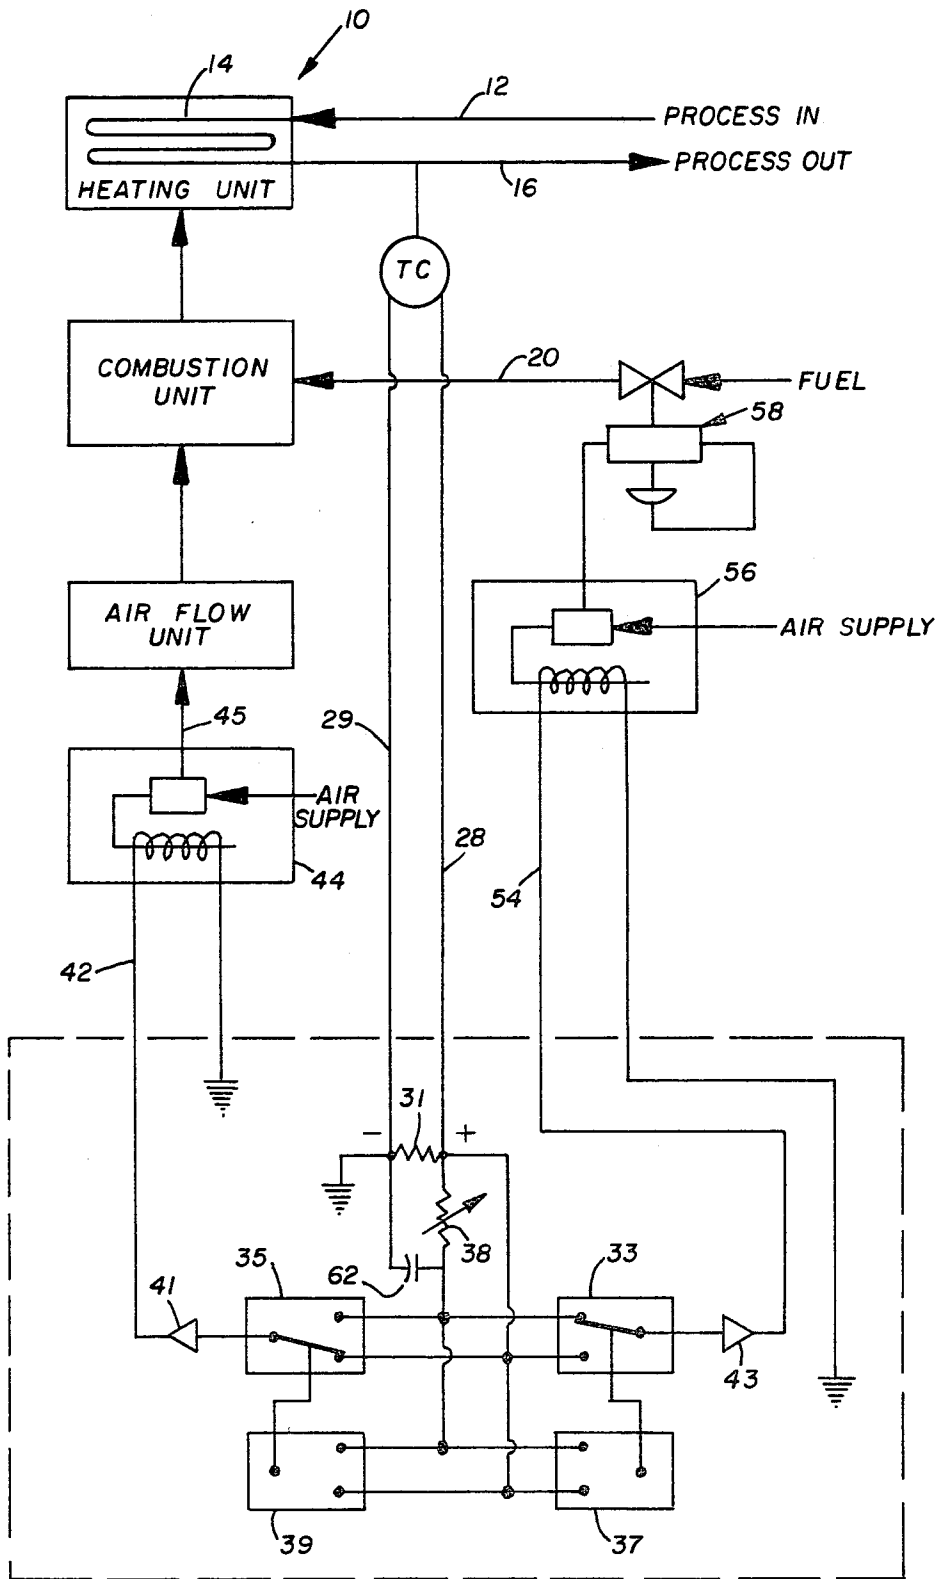 10
14
12
PROCESS IN
PROCESS OUT
16
HEATING UNIT
TC
20
COMBUSTION
UNIT
FUEL
58
56
AIR FLOW
UNIT
AIR SUPPLY
45
29
AIR
SUPPLY
28
44
54
42
31
− +
38
35
33
62
41
43
39
37